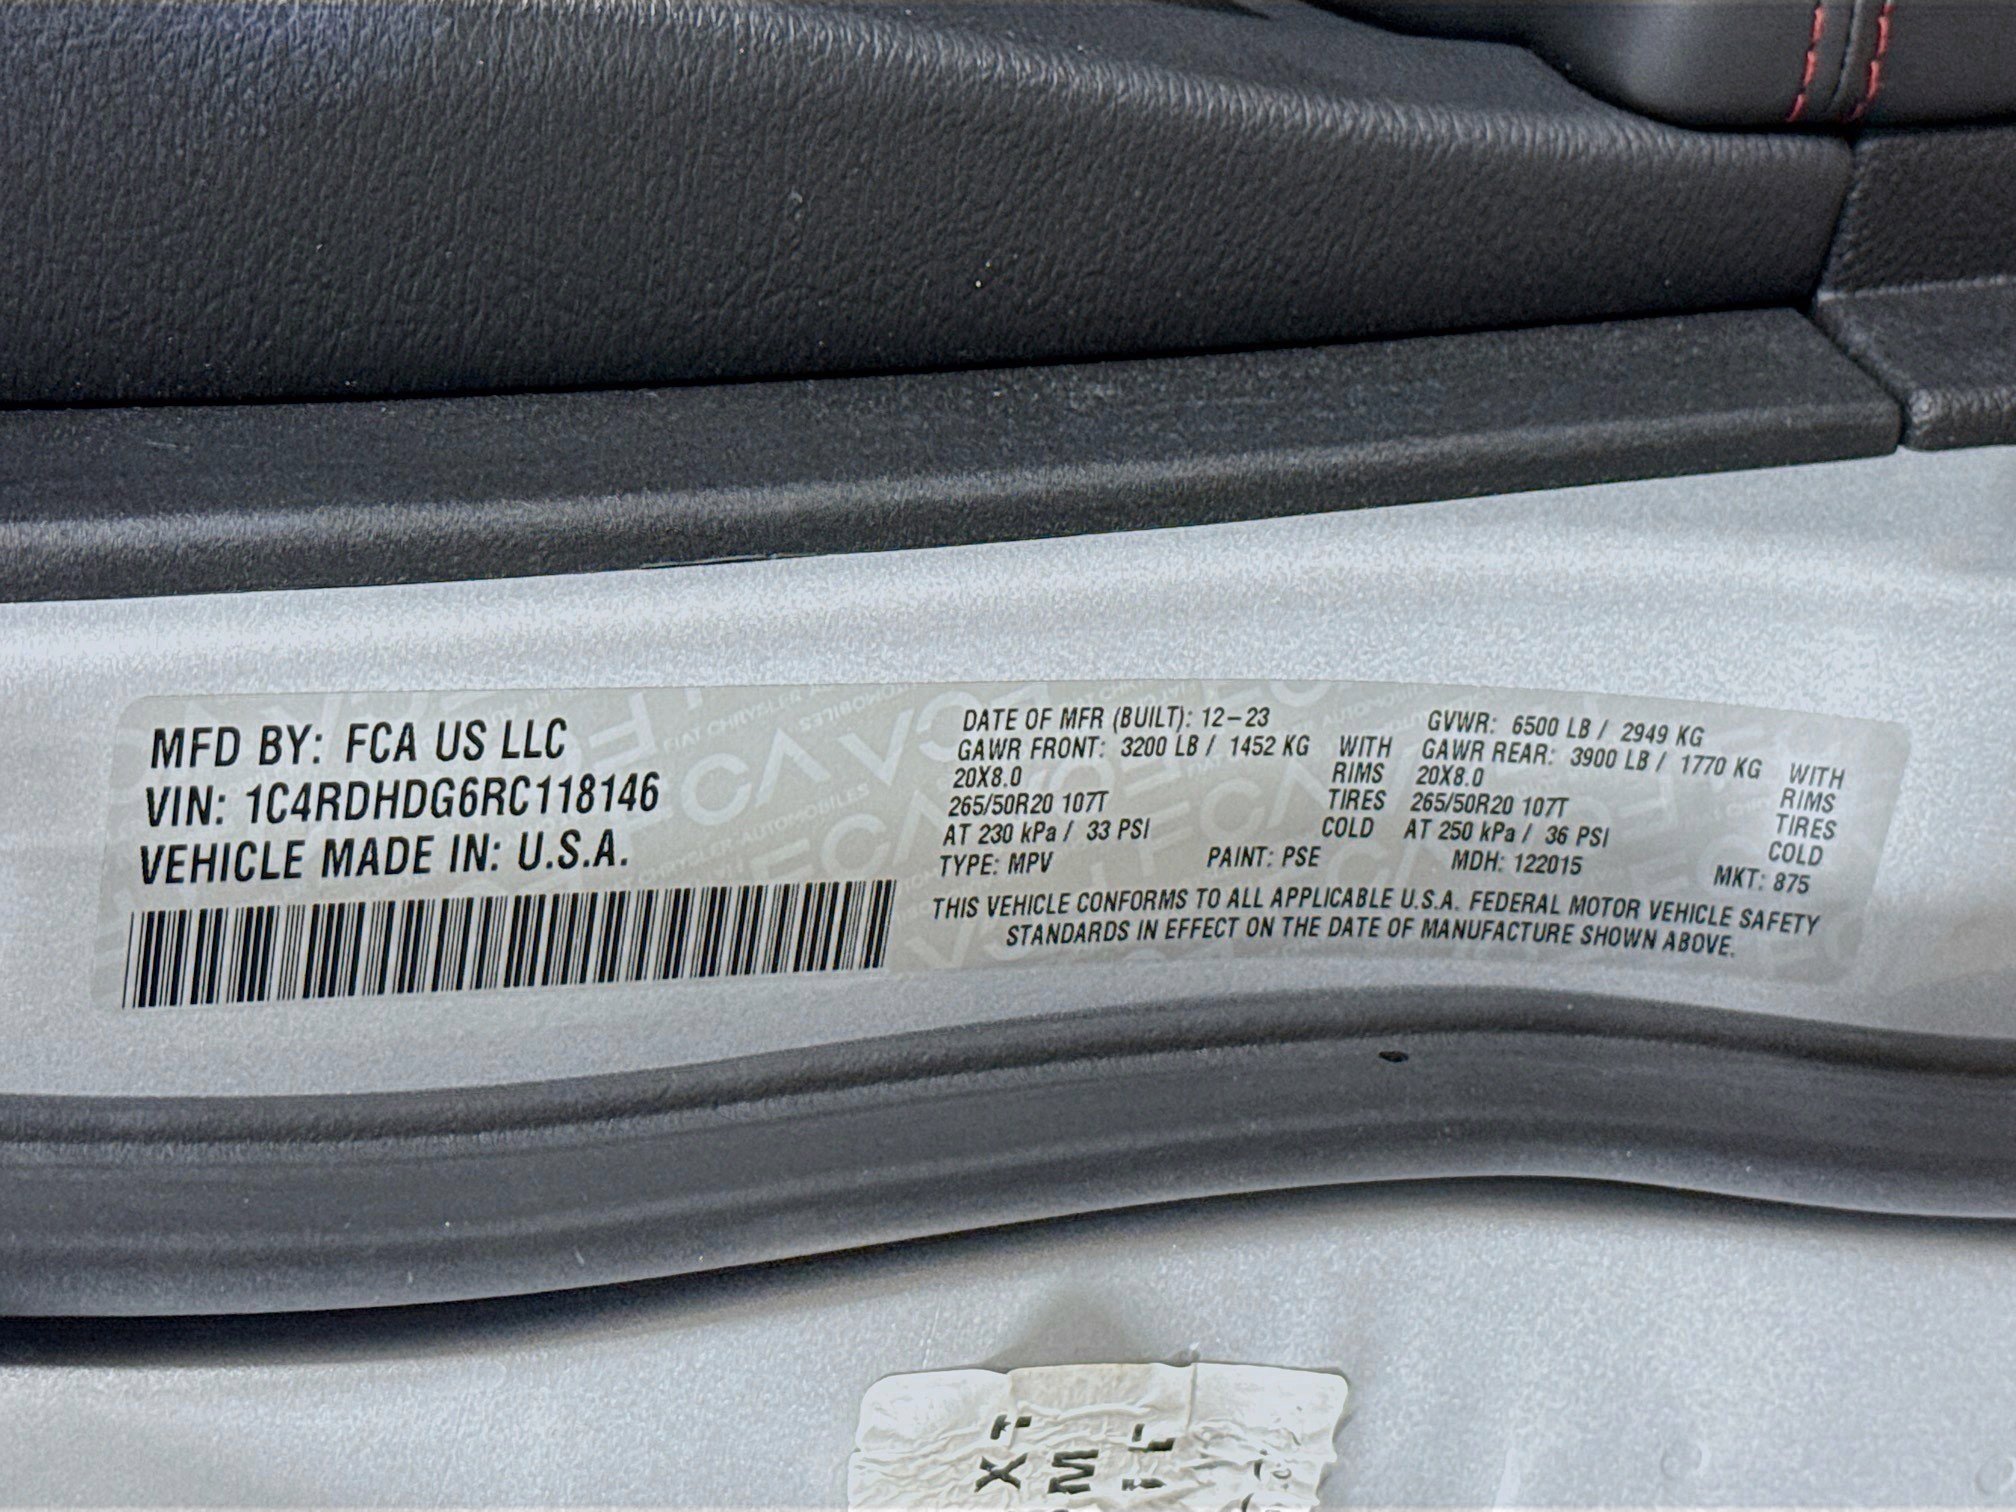 MFD BY: FCA US LLC
VIN: 1C4RDHDG6RC118146
VEHICLE MADE IN: U.S.A.
DATE OF MFR (BUILT): 12-23 GVWR: 6500 LB / 2949 KG
GAWR FRONT: 3200 LB / 1452 KG WITH GAWR REAR: 3900 LB / 1770 KG WITH
20X8.0 RIMS 20X8.0 RIMS
265/50R20 107T TIRES 265/50R20 107T TIRES
AT 230 kPa / 33 PSI COLD AT 250 kPa / 36 PSI COLD
TYPE: MPV PAINT: PSE MDH: 122015 MKT: 875
THIS VEHICLE CONFORMS TO ALL APPLICABLE U.S.A. FEDERAL MOTOR VEHICLE SAFETY
STANDARDS IN EFFECT ON THE DATE OF MANUFACTURE SHOWN ABOVE.